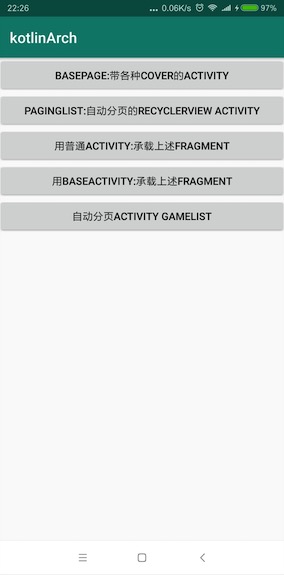 22:26
... 0.06K/s 97%
kotlinArch
BASEPAGE:带各种COVER的ACTIVITY
PAGINGLIST:自动分页的RECYCLERVIEW ACTIVITY
用普通ACTIVITY:承载上述FRAGMENT
用BASEACTIVITY:承载上述FRAGMENT
自动分页ACTIVITY GAMELIST